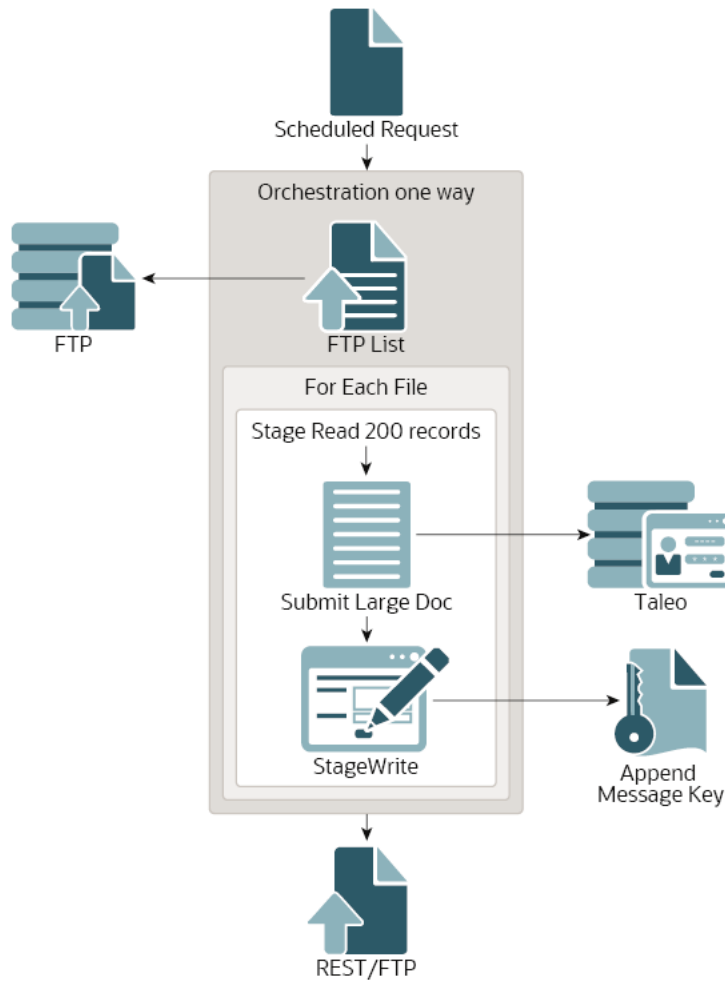 Scheduled Request
Orchestration one way
FTP
FTP List
For Each File
Stage Read 200 records
Submit Large Doc
Taleo
StageWrite
Append
Message Key
REST/FTP